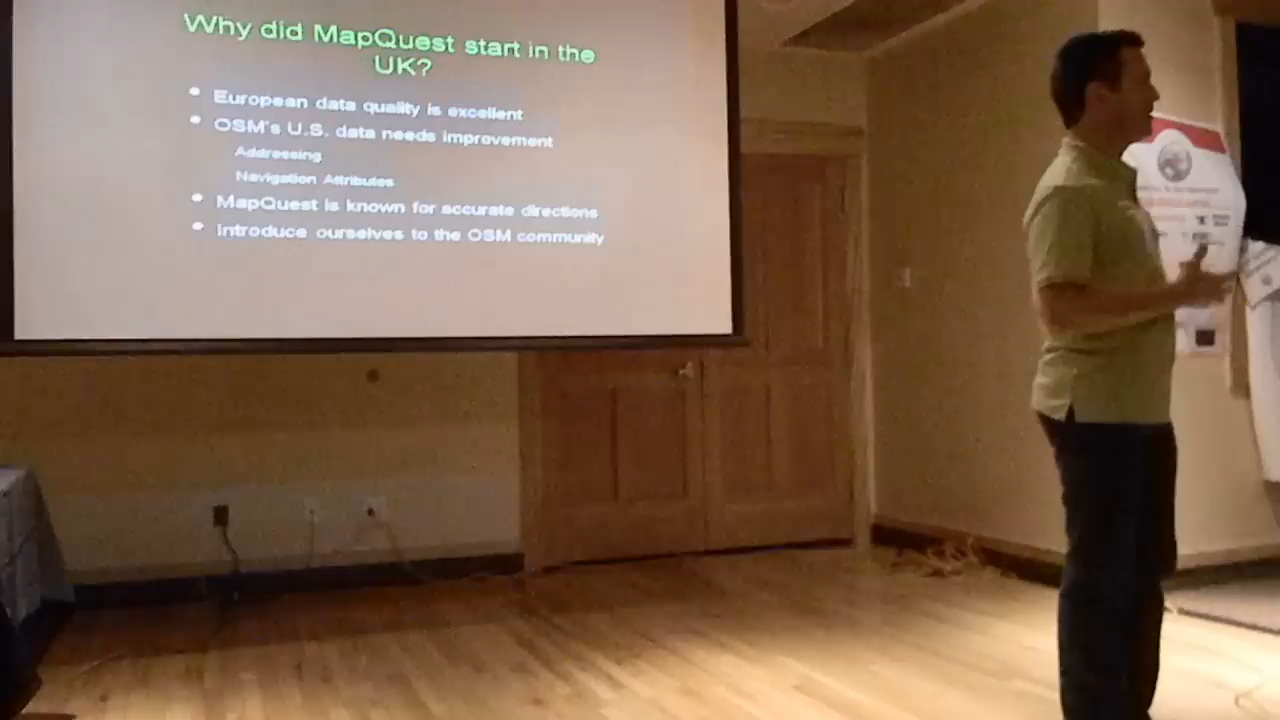 Why did MapQuest start in the
UK?
• European data quality is excellent
• OSM's U.S. data needs improvement
Addressing
Navigation Attributes
• MapQuest is known for accurate directions
• Introduce ourselves to the OSM community